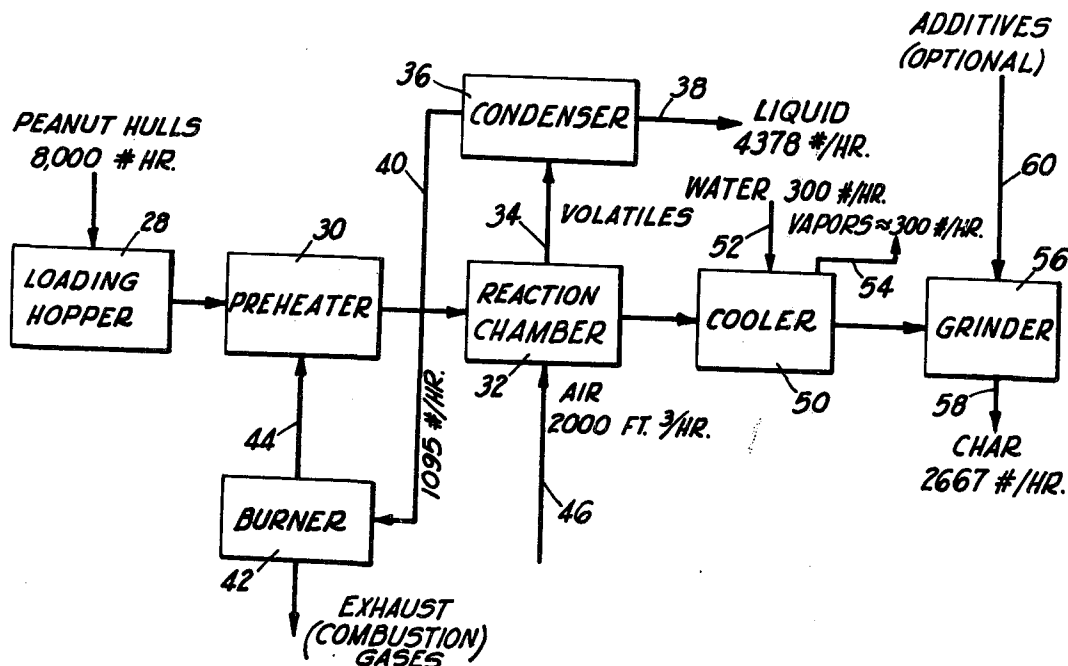 ADDITIVES
(OPTIONAL)
60
PEANUT HULLS
8,000 # HR.
36
CONDENSER
38
LIQUID
4378 #/HR.
40
34
VOLATILES
WATER 300 #/HR.
VAPORS≈300 #/HR.
52
54
28
LOADING
HOPPER
30
PREHEATER
REACTION
CHAMBER
32
COOLER
50
56
GRINDER
58
CHAR
2667 #/HR.
AIR
2000 FT. ³/HR.
46
44
1095 #/HR.
BURNER
42
EXHAUST
(COMBUSTION)
GASES